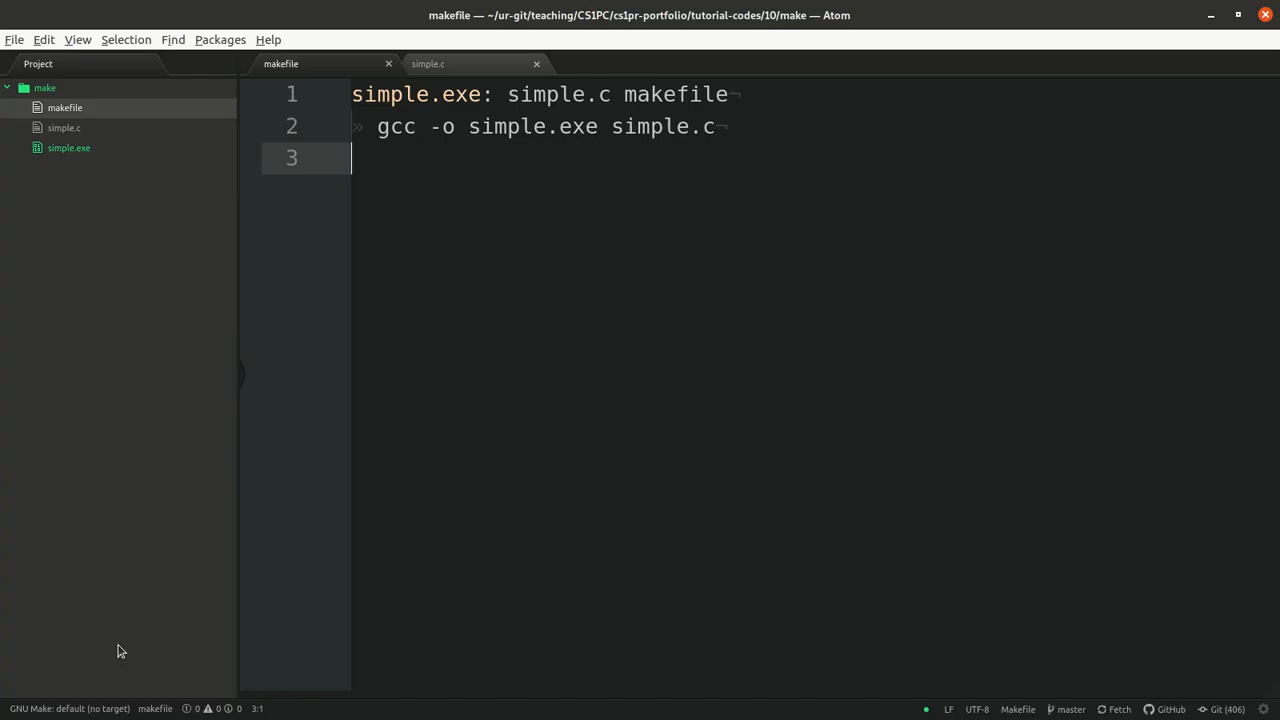 makefile — ~/ur-git/teaching/CS1PC/cs1pr-portfolio/tutorial-codes/10/make — Atom
File Edit View Selection Find Packages Help
Project makefile simple.c
make
makefile
simple.c
simple.exe
1 simple.exe: simple.c makefile¬
2 » gcc -o simple.exe simple.c¬
3
GNU Make: default (no target) makefile 0 0 0 3:1 LF UTF-8 Makefile master Fetch GitHub Git (406)